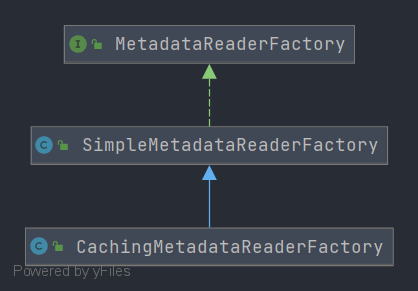 I MetadataReaderFactory
C SimpleMetadataReaderFactory
C CachingMetadataReaderFactory
Powered by yFiles